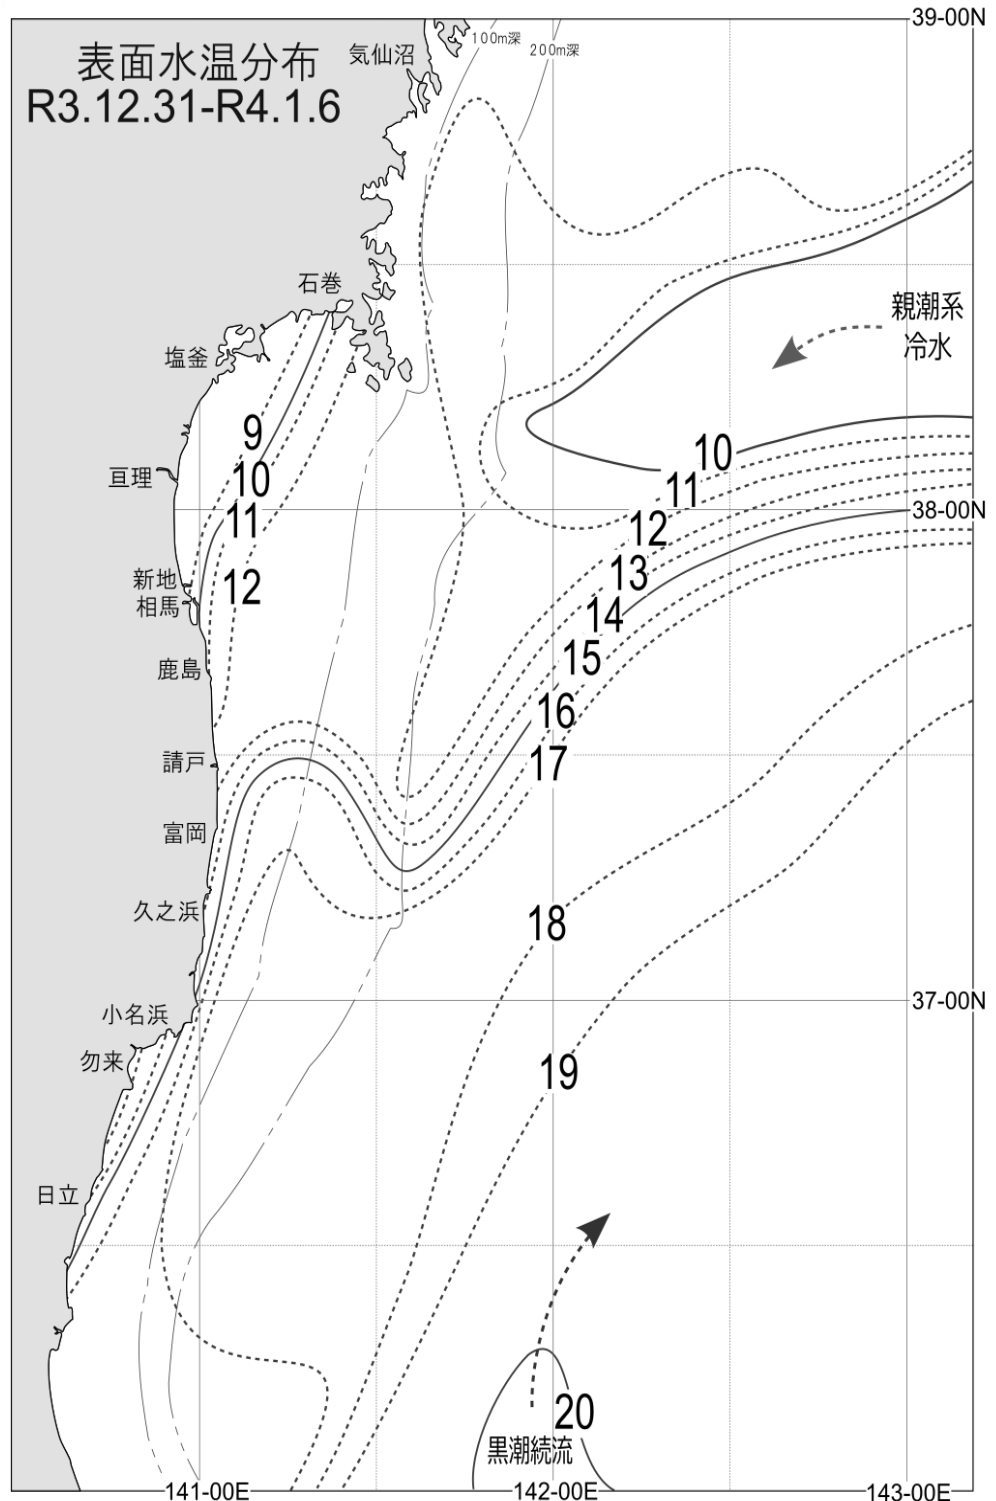 39-00N
100m深
200m深
気仙沼
表面水温分布
R3.12.31-R4.1.6
石巻
親潮系
冷水
塩釜
9
10
亘理
10
11
38-00N
11
12
新地
13
12
相馬
14
15
鹿島
16
請戸
17
富岡
久之浜
18
37-00N
小名浜
勿来
19
日立
20
黒潮続流
141-00E
142-00E
143-00E